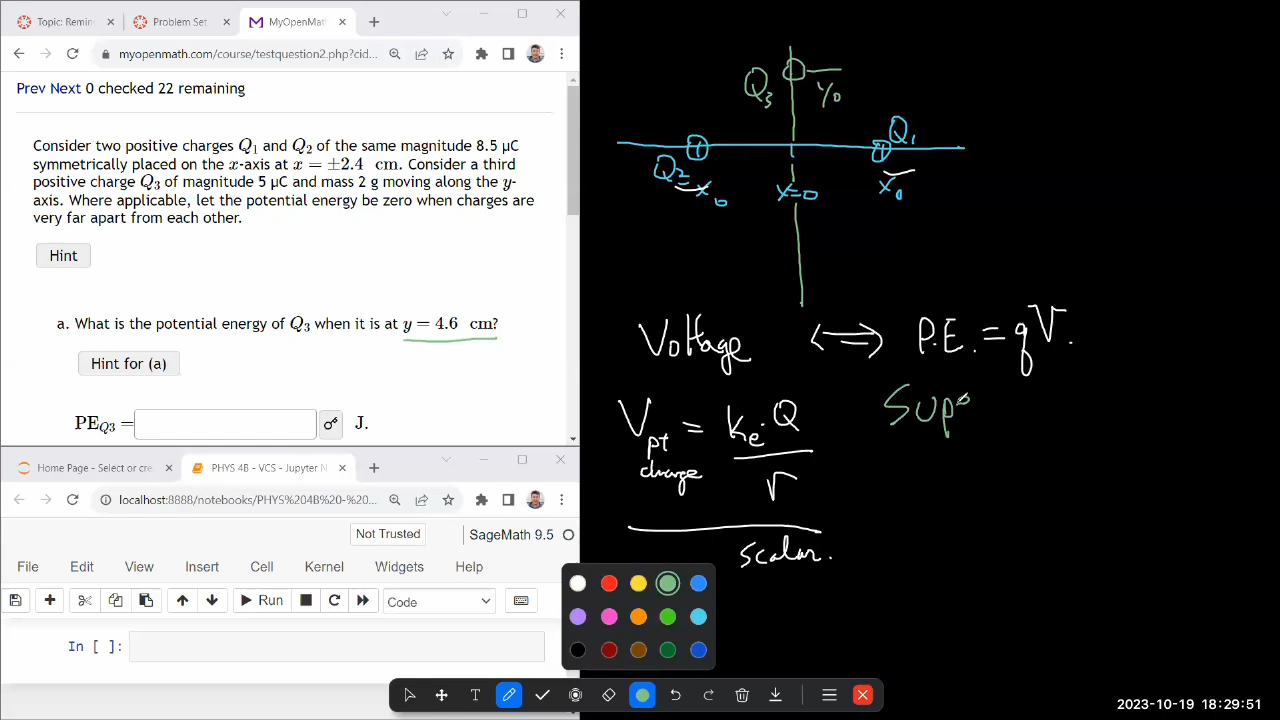 Topic: Remin
Problem Set
MyOpenMath
myopenmath.com/course/testquestion2.php?cid...
Prev Next 0 checked 22 remaining
Consider two positive charges Q1 and Q2 of the same magnitude 8.5 μC
symmetrically placed on the x-axis at x = ±2.4 cm. Consider a third
positive charge Q3 of magnitude 5 μC and mass 2 g moving along the y-
axis. Where applicable, let the potential energy be zero when charges are
very far apart from each other.
Hint
a. What is the potential energy of Q3 when it is at y = 4.6 cm?
Hint for (a)
PEQ3 = J.
Home Page - Select or cre
PHYS 4B - VCS - Jupyter N
localhost:8888/notebooks/PHYS%204B%20-%20...
Not Trusted
SageMath 9.5
File Edit View Insert Cell Kernel Widgets Help
Run
Code
In [ ]:
Q3
y0
Q1
Q2
-x0
x=0
x0
Voltage ⟺ P.E. = qV.
Vpt charge = ke·Q / r
Sup
scalar.
2023-10-19 18:29:51